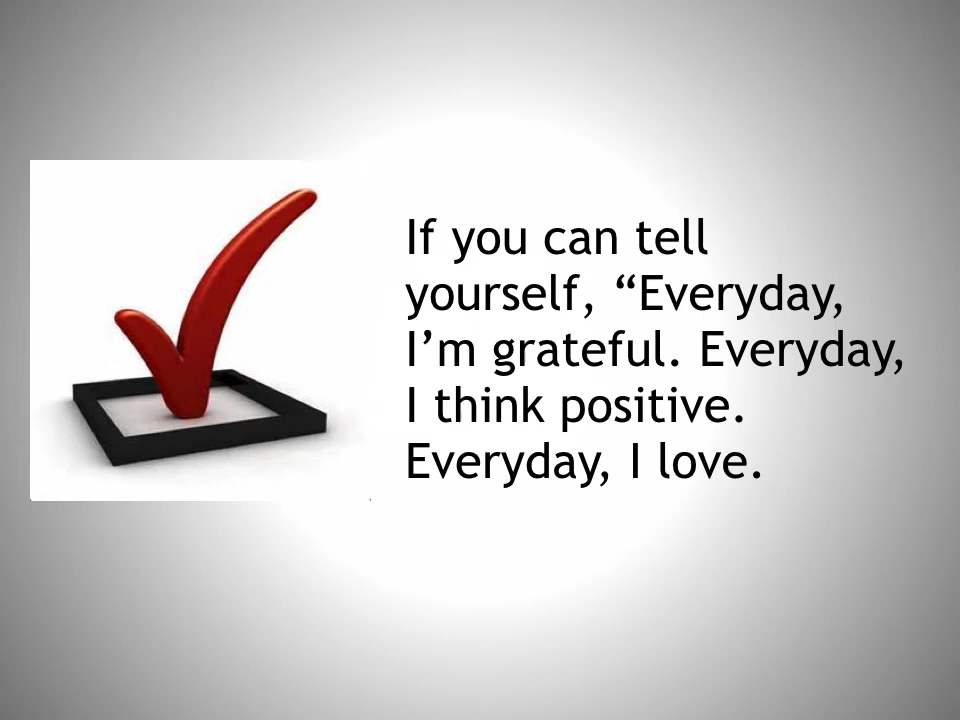 If you can tell
yourself, “Everyday,
I’m grateful. Everyday,
I think positive.
Everyday, I love.